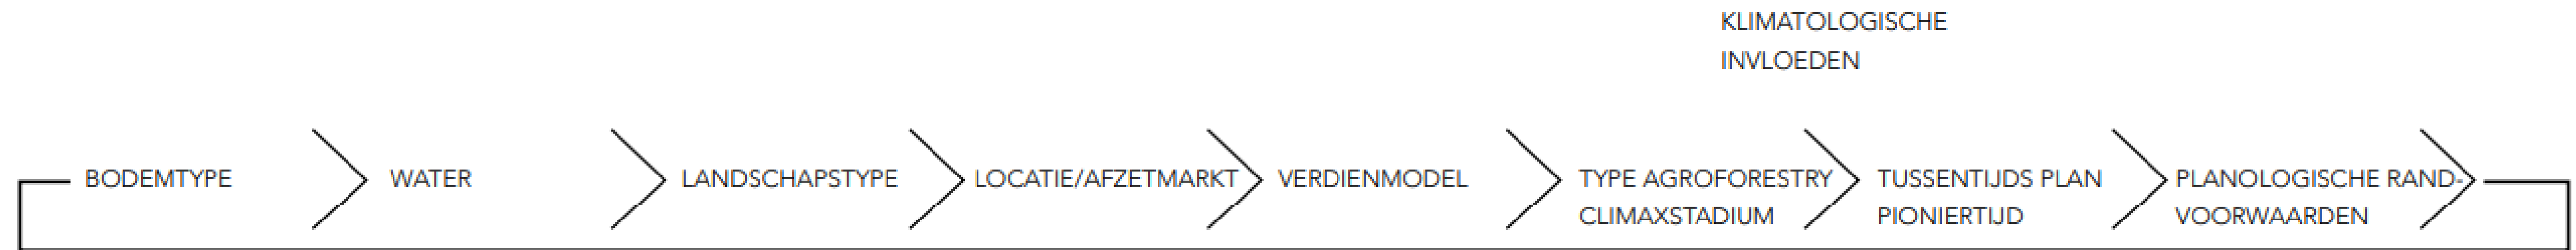 KLIMATOLOGISCHE
INVLOEDEN
BODEMTYPE
WATER
LANDSCHAPSTYPE
LOCATIE/AFZETMARKT
VERDIENMODEL
TYPE AGROFORESTRY
CLIMAXSTADIUM
TUSSENTIJDS PLAN
PIONIERTIJD
PLANOLOGISCHE RAND-
VOORWAARDEN